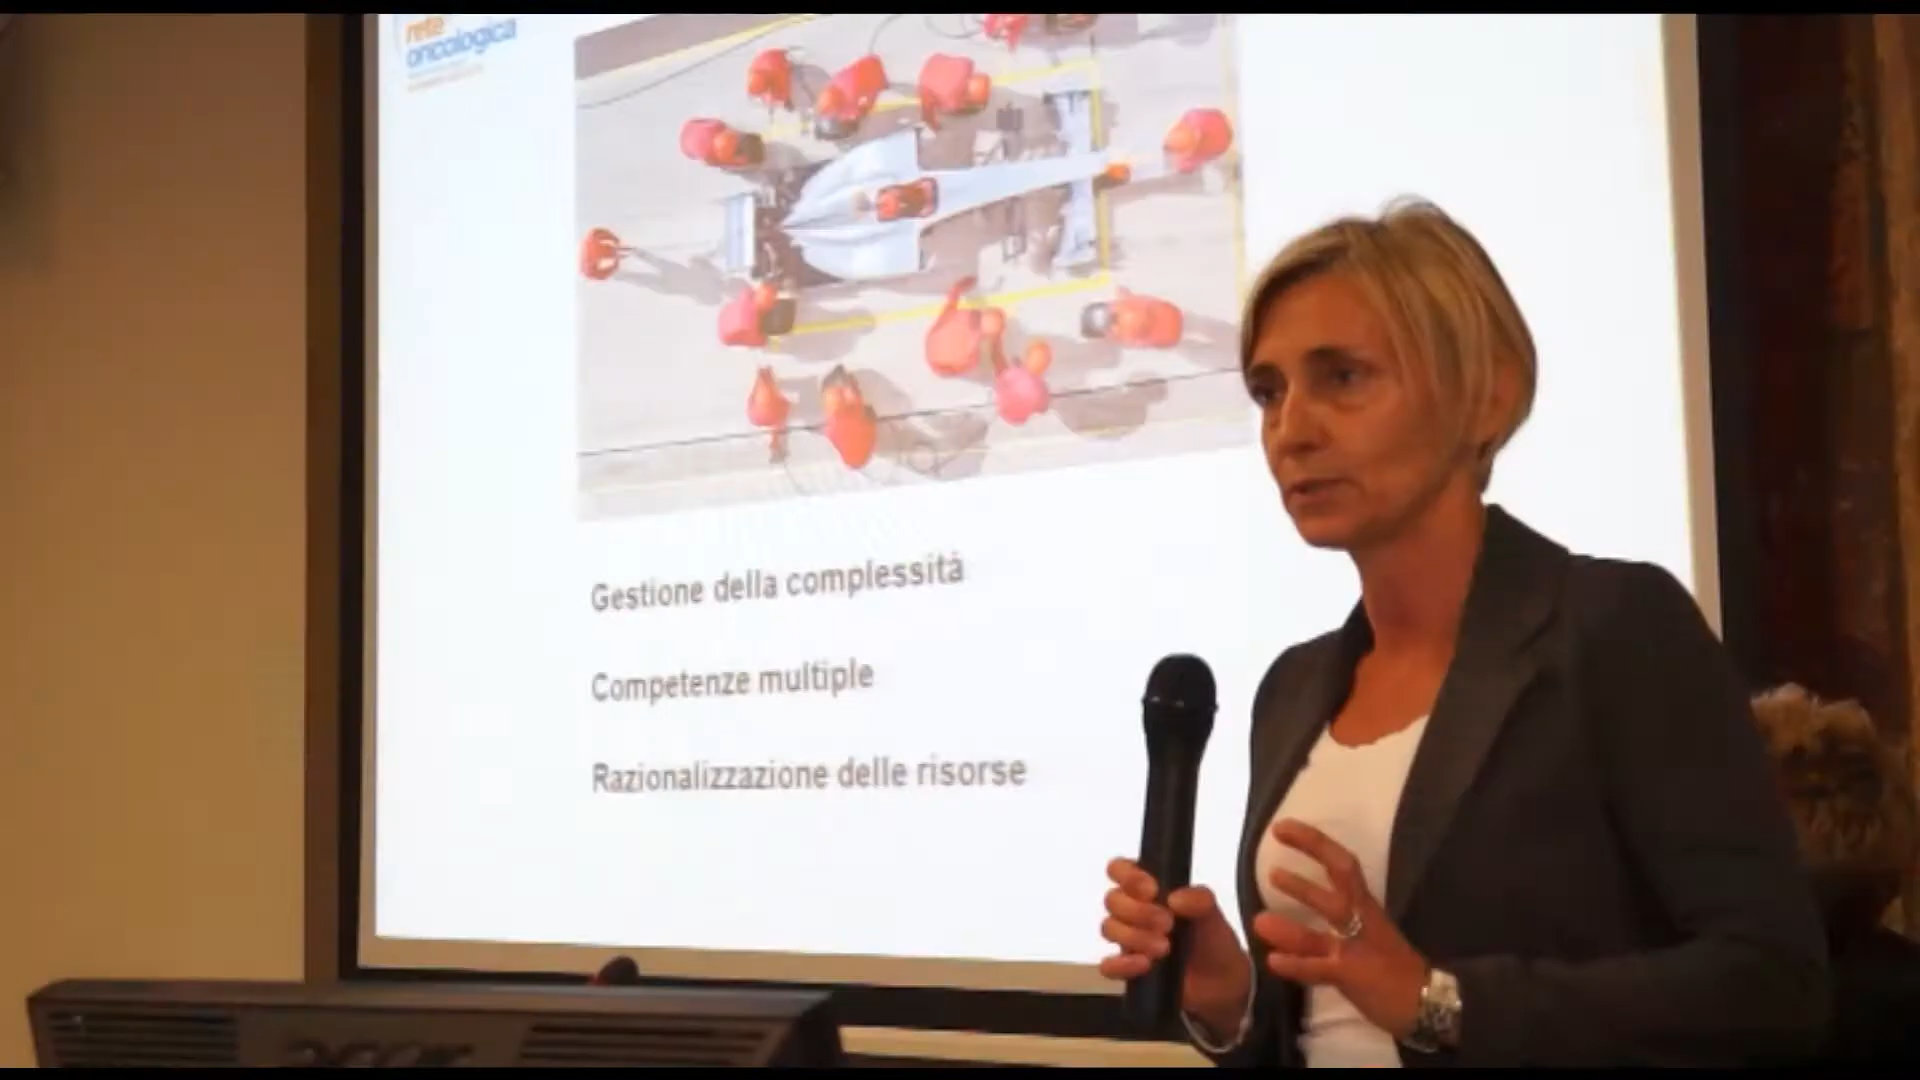 rete
oncologica
Gestione della complessità
Competenze multiple
Razionalizzazione delle risorse